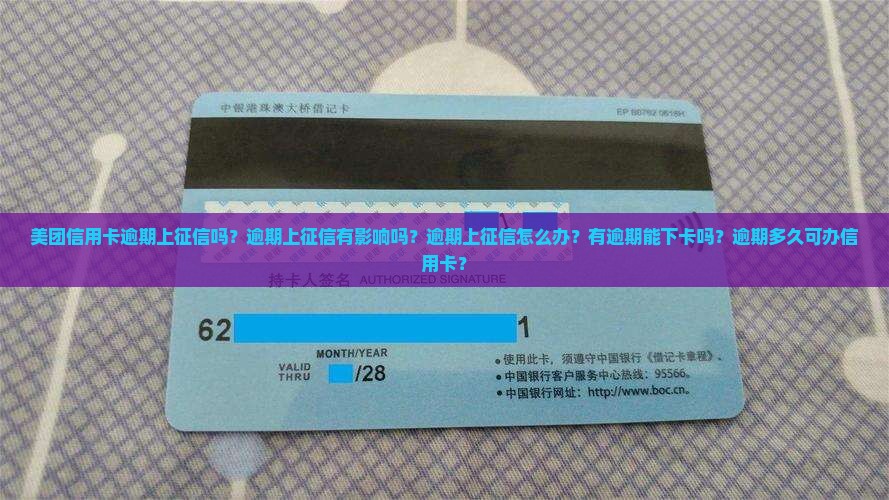 中银港珠澳大桥借记卡
EP B0762 0618H
美团信用卡逾期上征信吗？逾期上征信有影响吗？逾期上征信怎么办？有逾期能下卡吗？逾期多久可办信
用卡？
持卡人签名 AUTHORIZED SIGNATURE
62 1
MONTH/YEAR
VALID
THRU /28
使用此卡，须遵守中国银行《借记卡章程》。
中国银行客户服务中心热线：95566。
中国银行网址：http://www.boc.cn。